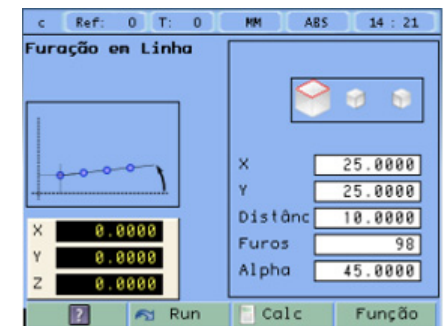 c Ref: 0 T: 0 MM ABS 14 : 21
Furação em Linha
X 25.0000
Y 25.0000
Distânc 10.0000
Furos 98
Alpha 45.0000
X 0.0000
Y 0.0000
Z 0.0000
? Run Calc Função